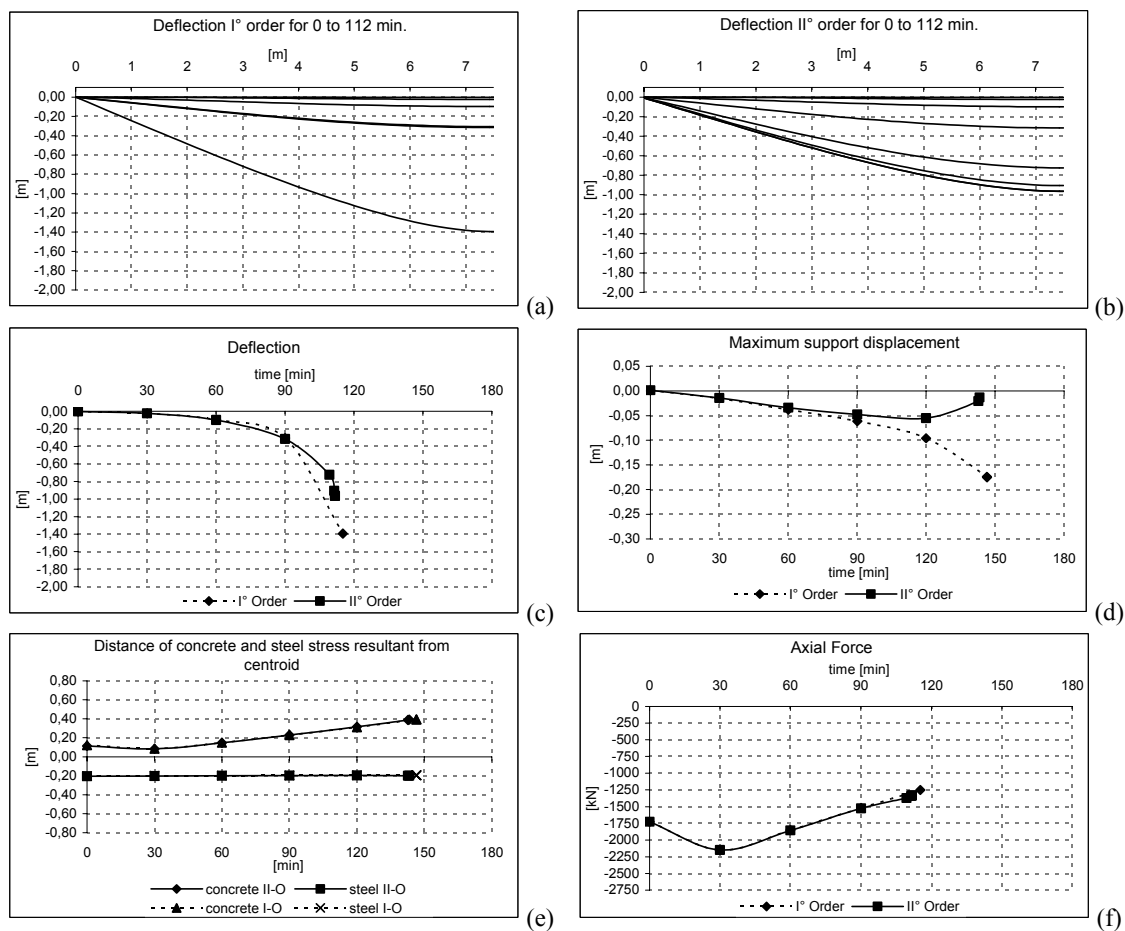 Deflection I° order for 0 to 112 min.
[m]
0 1 2 3 4 5 6 7
0,00
-0,20
-0,40
-0,60
-0,80
-1,00
-1,20
-1,40
-1,60
-1,80
-2,00
[m]
(a)
Deflection II° order for 0 to 112 min.
[m]
0 1 2 3 4 5 6 7
0,00
-0,20
-0,40
-0,60
-0,80
-1,00
-1,20
-1,40
-1,60
-1,80
-2,00
[m]
(b)
Deflection
time [min]
0 30 60 90 120 150 180
0,00
-0,20
-0,40
-0,60
-0,80
-1,00
-1,20
-1,40
-1,60
-1,80
-2,00
[m]
I° Order II° Order
(c)
Maximum support displacement
0,05
0,00
-0,05
-0,10
-0,15
-0,20
-0,25
-0,30
[m]
0 30 60 90 120 150 180
time [min]
I° Order II° Order
(d)
Distance of concrete and steel stress resultant from
centroid
0,80
0,60
0,40
0,20
0,00
-0,20
0,40
0,60
0,80
[m]
0 30 60 90 120 150 180
[min]
concrete II-O steel II-O
concrete I-O steel I-O
(e)
Axial Force
time [min]
0 30 60 90 120 150 180
0
-250
-500
-750
-1000
-1250
-1500
-1750
-2000
-2250
-2500
-2750
[kN]
I° Order II° Order
(f)